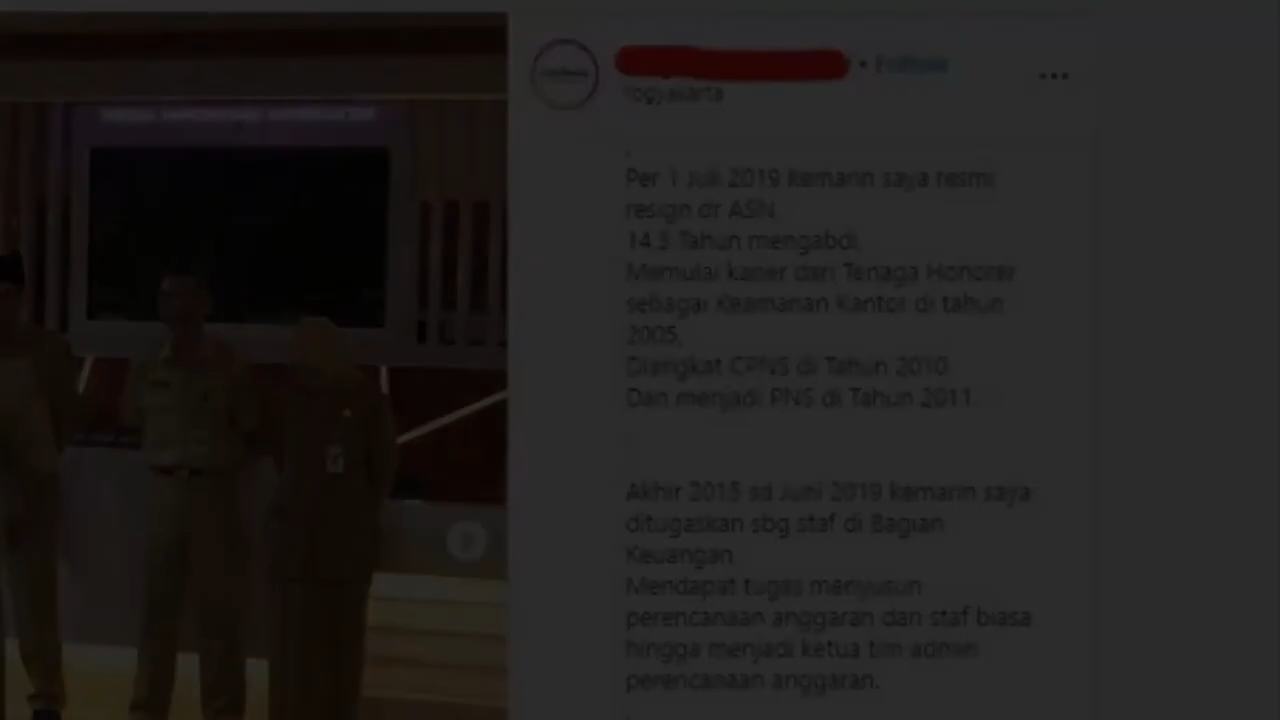 Yogyakarta
Per 1 Juli 2019 kemarin saya resmi
resign dr ASN.
14.5 Tahun mengabdi,
Memulai karier dari Tenaga Honorer
sebagai Keamanan Kantor di tahun
2005,
Diangkat CPNS di Tahun 2010
Dan menjadi PNS di Tahun 2011.
Akhir 2015 sd Juni 2019 kemarin saya
ditugaskan sbg staf di Bagian
Keuangan.
Mendapat tugas menyusun
perencanaan anggaran dari staf biasa
hingga menjadi ketua tim admin
perencanaan anggaran.